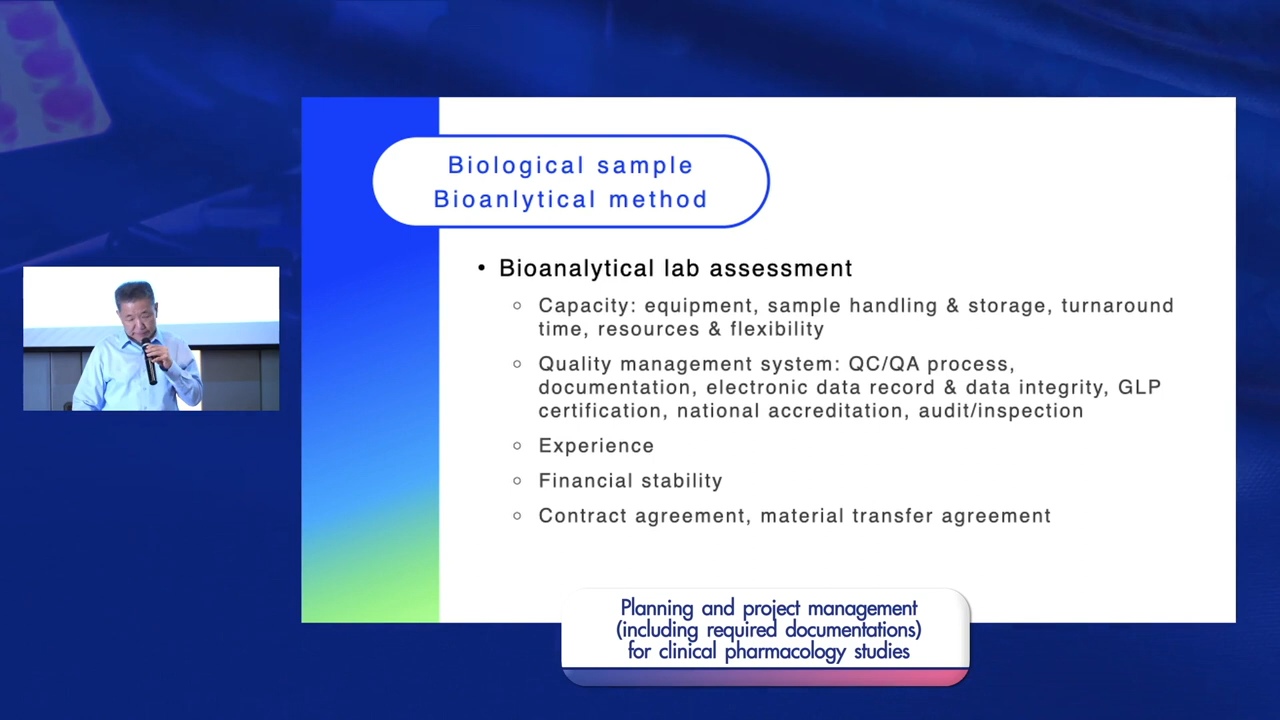 Biological sample
Bioanlytical method
• Bioanalytical lab assessment
○ Capacity: equipment, sample handling & storage, turnaround
time, resources & flexibility
○ Quality management system: QC/QA process,
documentation, electronic data record & data integrity, GLP
certification, national accreditation, audit/inspection
○ Experience
○ Financial stability
○ Contract agreement, material transfer agreement
Planning and project management
(including required documentations)
for clinical pharmacology studies